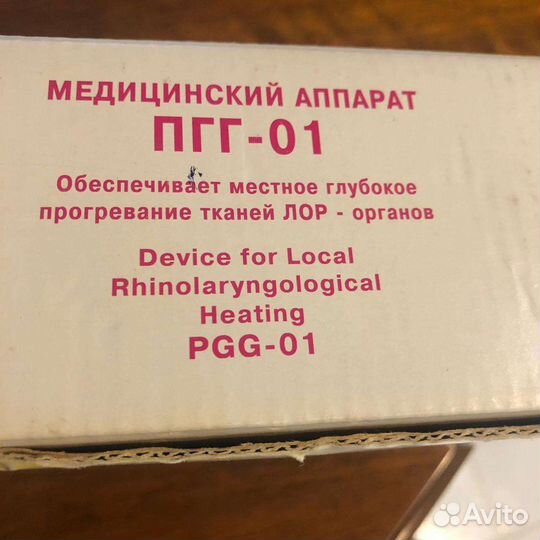 МЕДИЦИНСКИЙ АППАРАТ
ПГГ-01
Обеспечивает местное глубокое
прогревание тканей ЛОР - органов
Device for Local
Rhinolaryngological
Heating
PGG-01
Avito